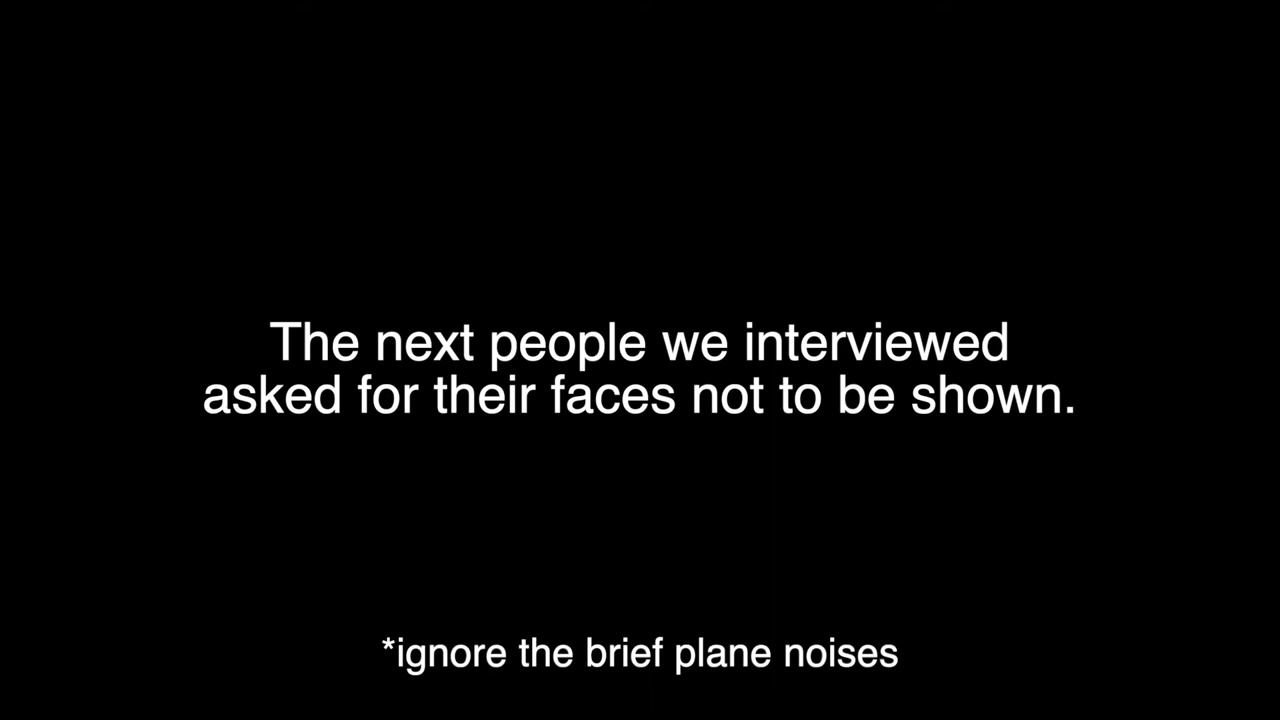 The next people we interviewed
asked for their faces not to be shown.
*ignore the brief plane noises